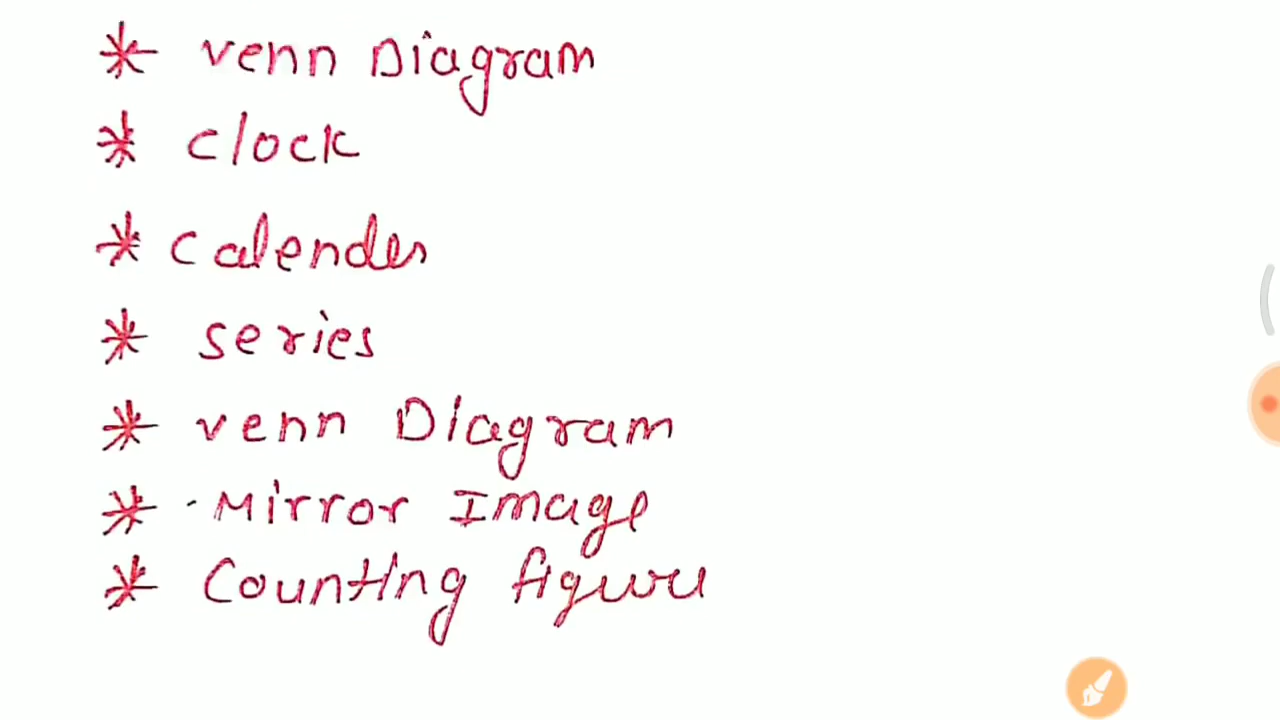 * Venn Diagram
* Clock
* Calender
* Series
* Venn Diagram
* Mirror Image
* Counting figure